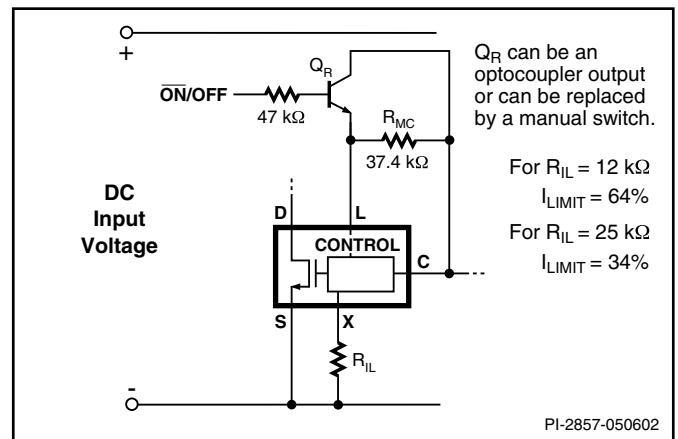 +
Q_R
ON/OFF
47 kΩ
R_MC
37.4 kΩ
Q_R can be an
optocoupler output
or can be replaced
by a manual switch.
For R_IL = 12 kΩ
I_LIMIT = 64%
For R_IL = 25 kΩ
I_LIMIT = 34%
DC
Input
Voltage
D
L
CONTROL
C
S
X
R_IL
-
PI-2857-050602